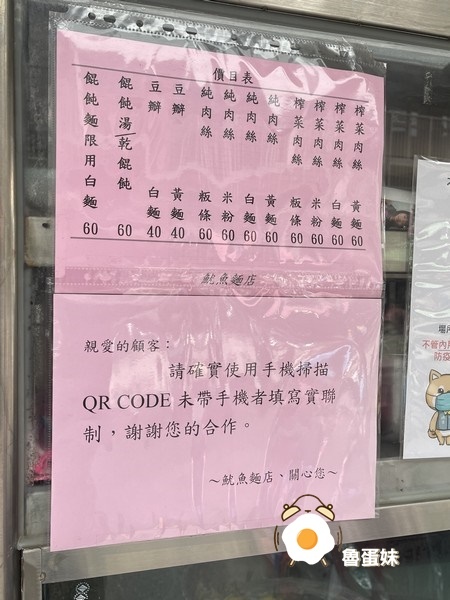 價目表
榨菜肉絲 黃麵 60
榨菜肉絲 白麵 60
榨菜肉絲 米粉 60
榨菜肉絲 粄條 60
純肉絲 黃麵 60
純肉絲 白麵 60
純肉絲 米粉 60
純肉絲 粄條 60
豆瓣 黃麵 40
豆瓣 白麵 40
餛飩湯/乾餛飩 60
餛飩麵限用白麵 60
魷魚麵店
親愛的顧客：
請確實使用手機掃描
QR CODE 未帶手機者填寫實聯
制，謝謝您的合作。
～魷魚麵店、關心您～
不管內
防疫
魯蛋妹